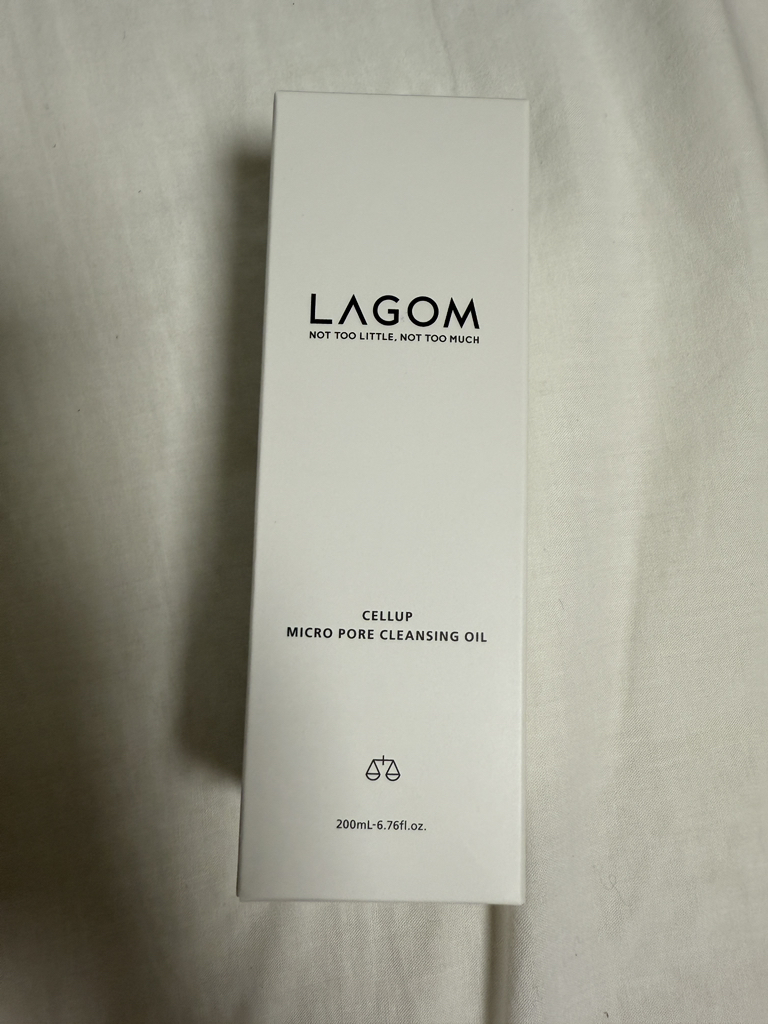 LAGOM
NOT TOO LITTLE, NOT TOO MUCH
CELLUP
MICRO PORE CLEANSING OIL
200mL-6.76fl.oz.